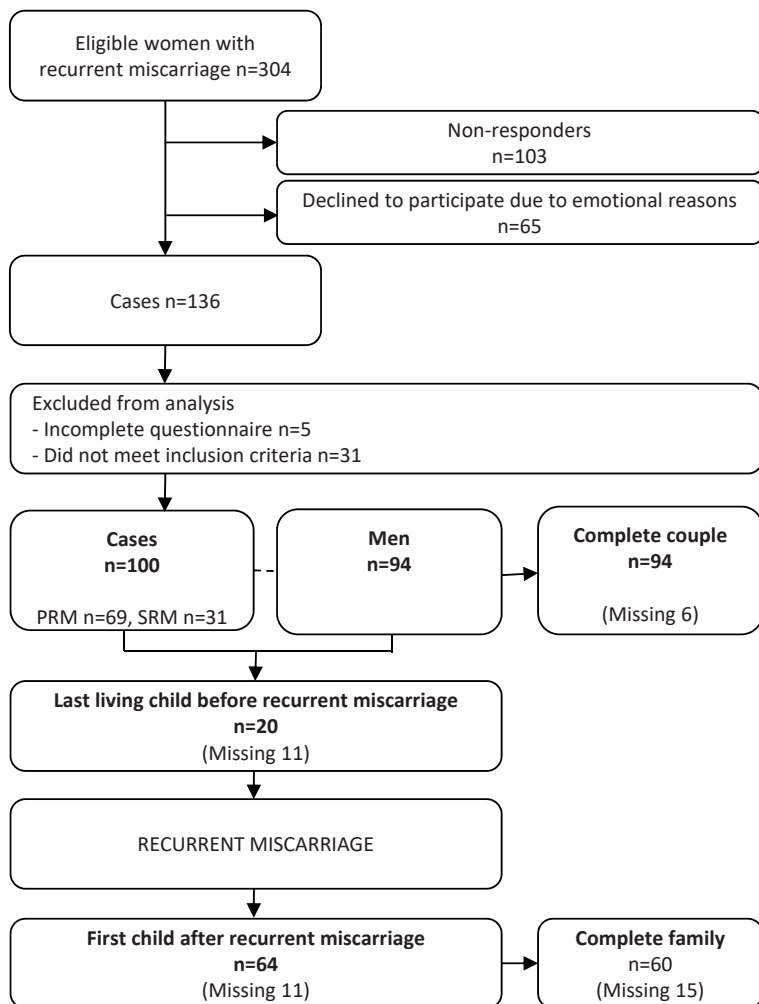 Eligible women with
recurrent miscarriage n=304
Non-responders
n=103
Declined to participate due to emotional reasons
n=65
Cases n=136
Excluded from analysis
- Incomplete questionnaire n=5
- Did not meet inclusion criteria n=31
Cases
n=100
PRM n=69, SRM n=31
Men
n=94
Complete couple
n=94
(Missing 6)
Last living child before recurrent miscarriage
n=20
(Missing 11)
RECURRENT MISCARRIAGE
First child after recurrent miscarriage
n=64
(Missing 11)
Complete family
n=60
(Missing 15)